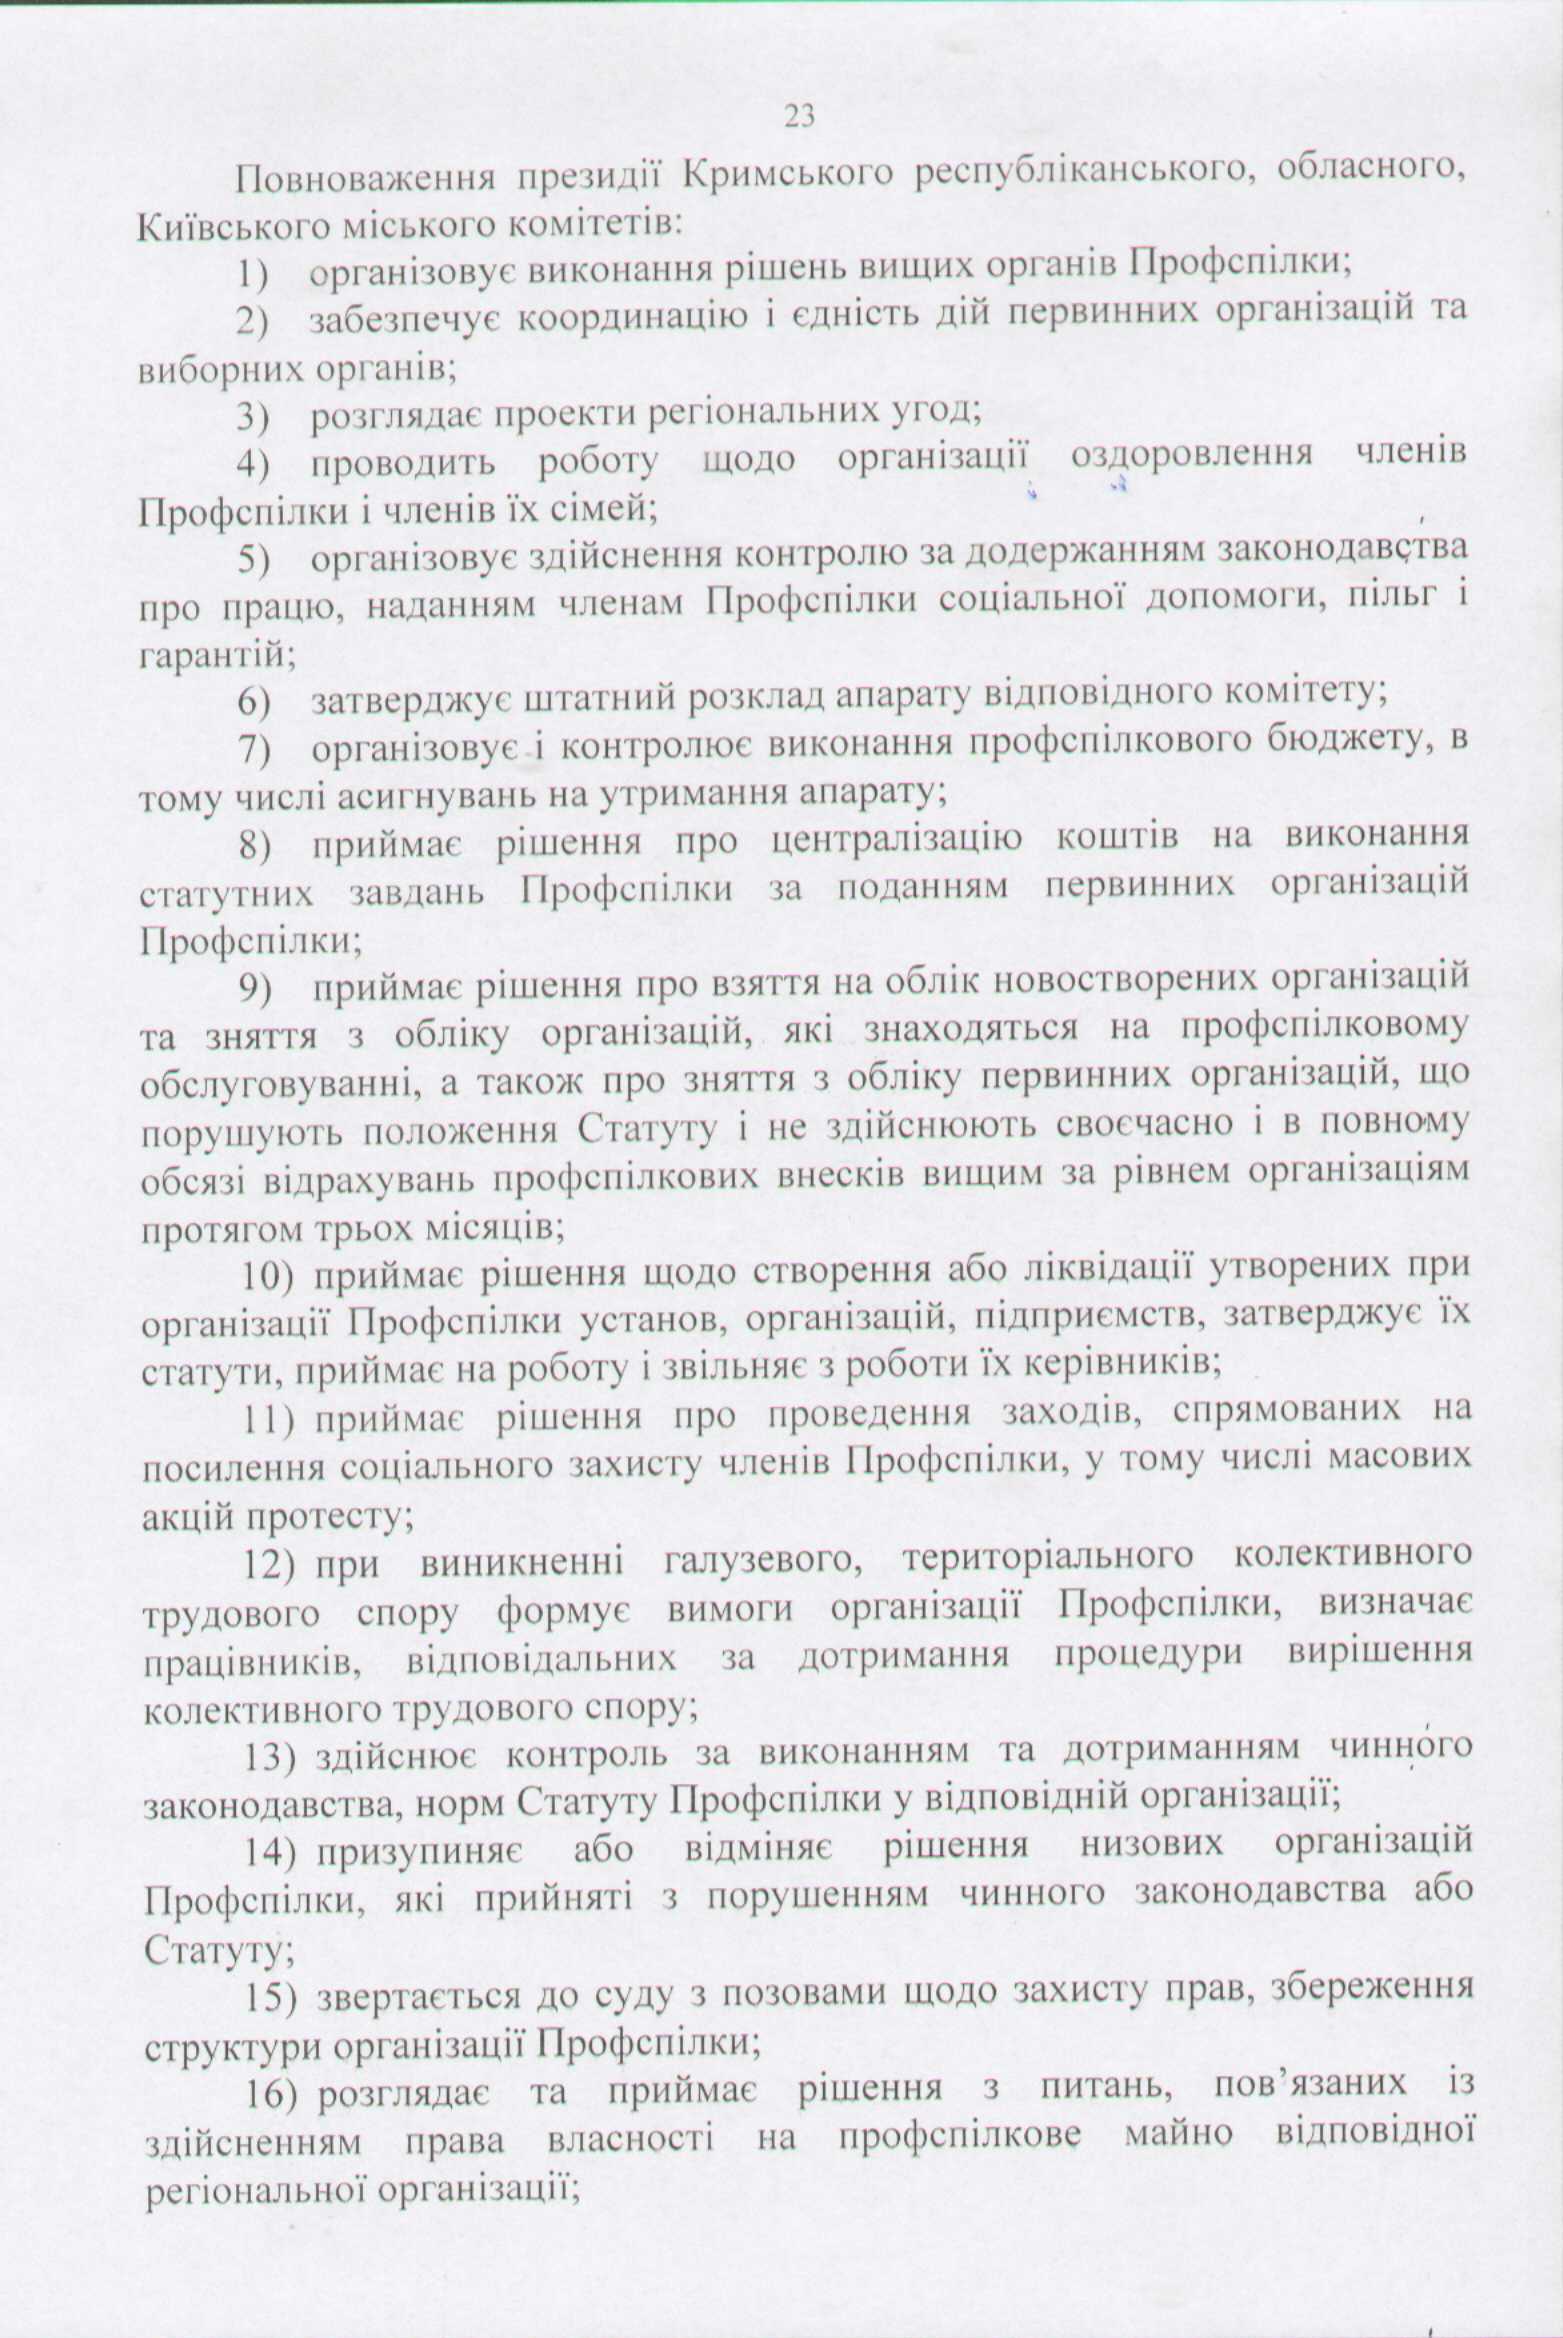 23
Повноваження президії Кримського республіканського, обласного,
Київського міського комітетів:
1) організовує виконання рішень вищих органів Профспілки;
2) забезпечує координацію і єдність дій первинних організацій та
виборних органів;
3) розглядає проекти регіональних угод;
4) проводить роботу щодо організації оздоровлення членів
Профспілки і членів їх сімей;
5) організовує здійснення контролю за додержанням законодавства
про працю, наданням членам Профспілки соціальної допомоги, пільг і
гарантій;
6) затверджує штатний розклад апарату відповідного комітету;
7) організовує і контролює виконання профспілкового бюджету, в
тому числі асигнувань на утримання апарату;
8) приймає рішення про централізацію коштів на виконання
статутних завдань Профспілки за поданням первинних організацій
Профспілки;
9) приймає рішення про взяття на облік новостворених організацій
та зняття з обліку організацій, які знаходяться на профспілковому
обслуговуванні, а також про зняття з обліку первинних організацій, що
порушують положення Статуту і не здійснюють своєчасно і в повному
обсязі відрахувань профспілкових внесків вищим за рівнем організаціям
протягом трьох місяців;
10) приймає рішення щодо створення або ліквідації утворених при
організації Профспілки установ, організацій, підприємств, затверджує їх
статути, приймає на роботу і звільняє з роботи їх керівників;
11) приймає рішення про проведення заходів, спрямованих на
посилення соціального захисту членів Профспілки, у тому числі масових
акцій протесту;
12) при виникненні галузевого, територіального колективного
трудового спору формує вимоги організації Профспілки, визначає
працівників, відповідальних за дотримання процедури вирішення
колективного трудового спору;
13) здійснює контроль за виконанням та дотриманням чинного
законодавства, норм Статуту Профспілки у відповідній організації;
14) призупиняє або відміняє рішення низових організацій
Профспілки, які прийняті з порушенням чинного законодавства або
Статуту;
15) звертається до суду з позовами щодо захисту прав, збереження
структури організації Профспілки;
16) розглядає та приймає рішення з питань, пов’язаних із
здійсненням права власності на профспілкове майно відповідної
регіональної організації;